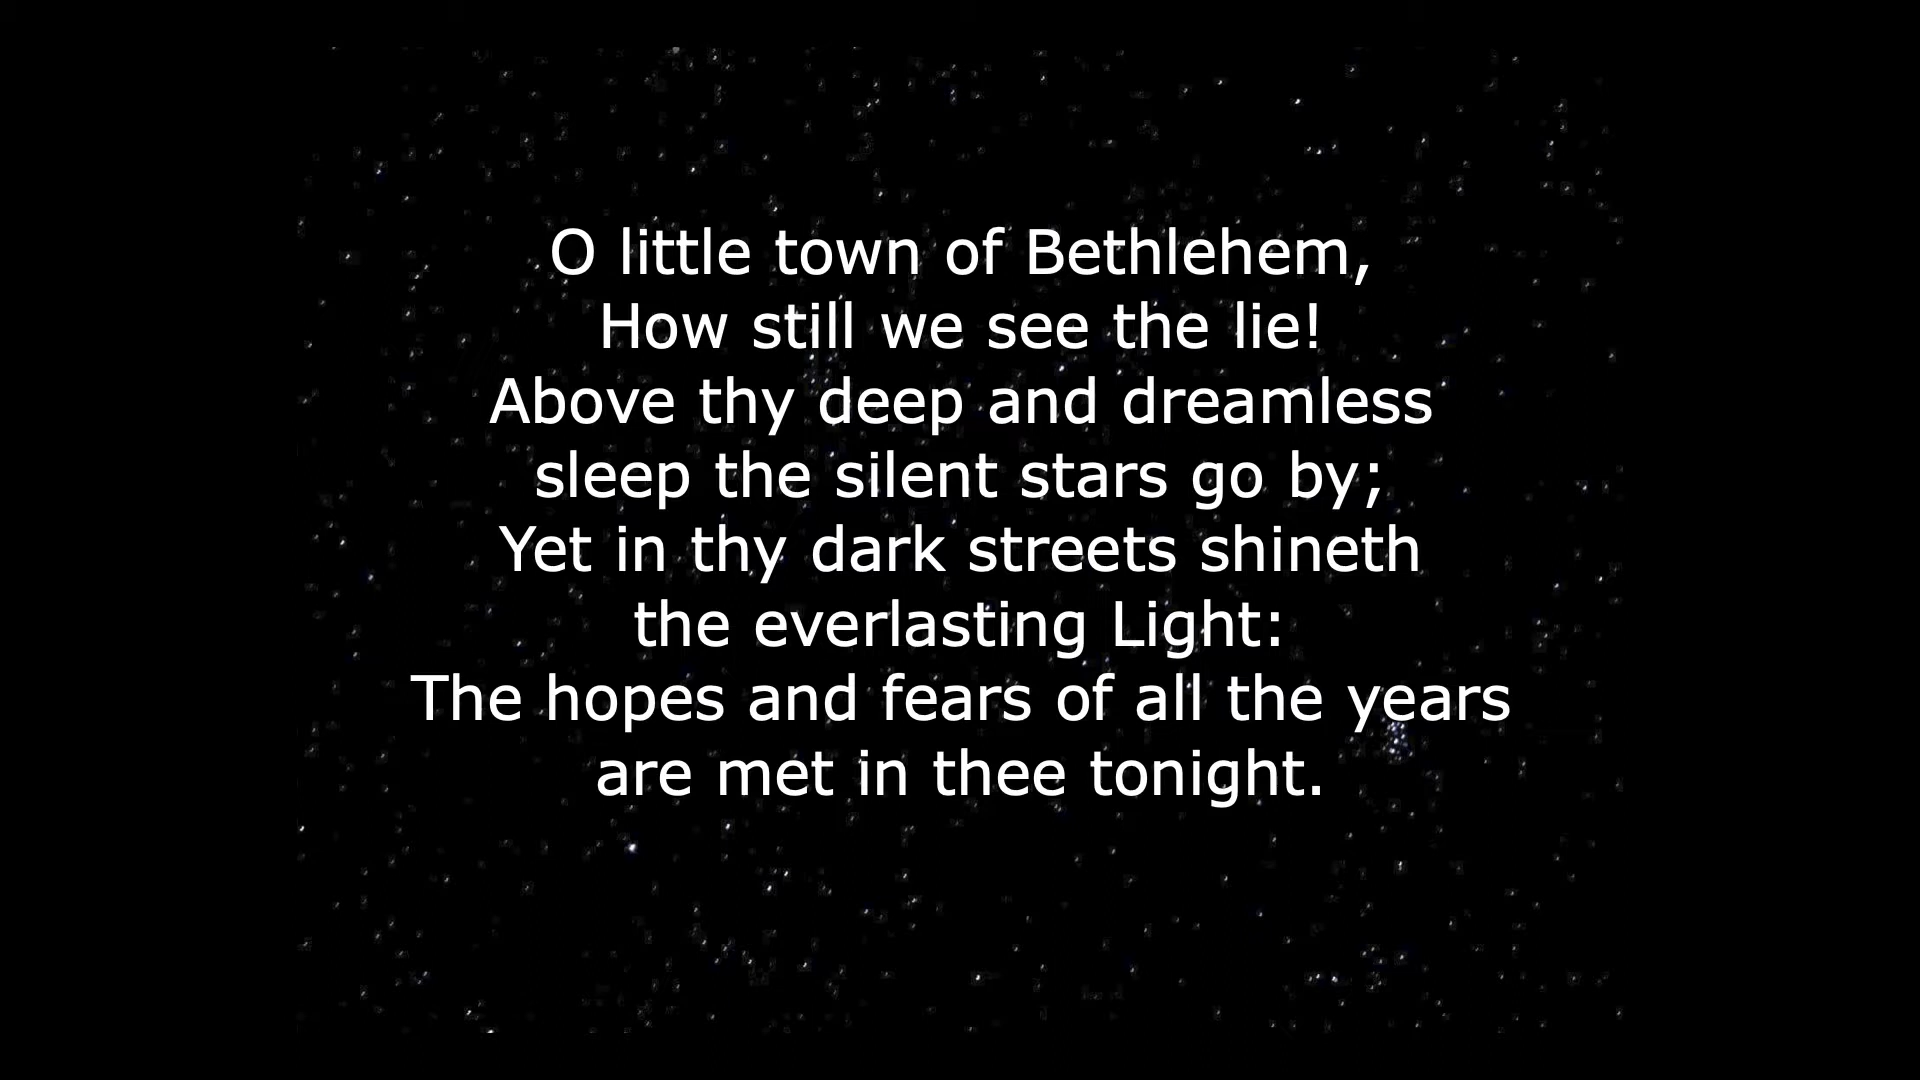 O little town of Bethlehem,
How still we see the lie!
Above thy deep and dreamless
sleep the silent stars go by;
Yet in thy dark streets shineth
the everlasting Light:
The hopes and fears of all the years
are met in thee tonight.